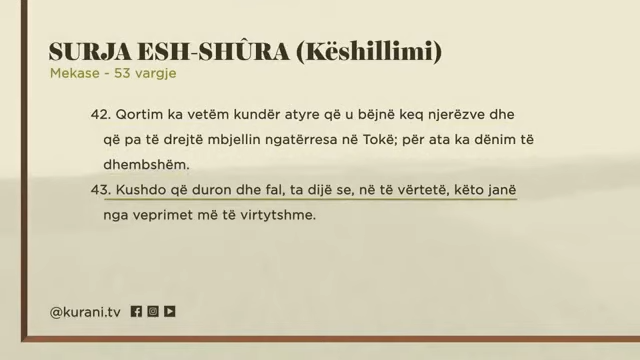 SURJA ESH-SHÛRA (Këshillimi)
Mekase - 53 vargje
42. Qortim ka vetëm kundër atyre që u bëjnë keq njerëzve dhe
që pa të drejtë mbjellin ngatërresa në Tokë; për ata ka dënim të
dhembshëm.
43. Kushdo që duron dhe fal, ta dijë se, në të vërtetë, këto janë
nga veprimet më të virtytshme.
@kurani.tv